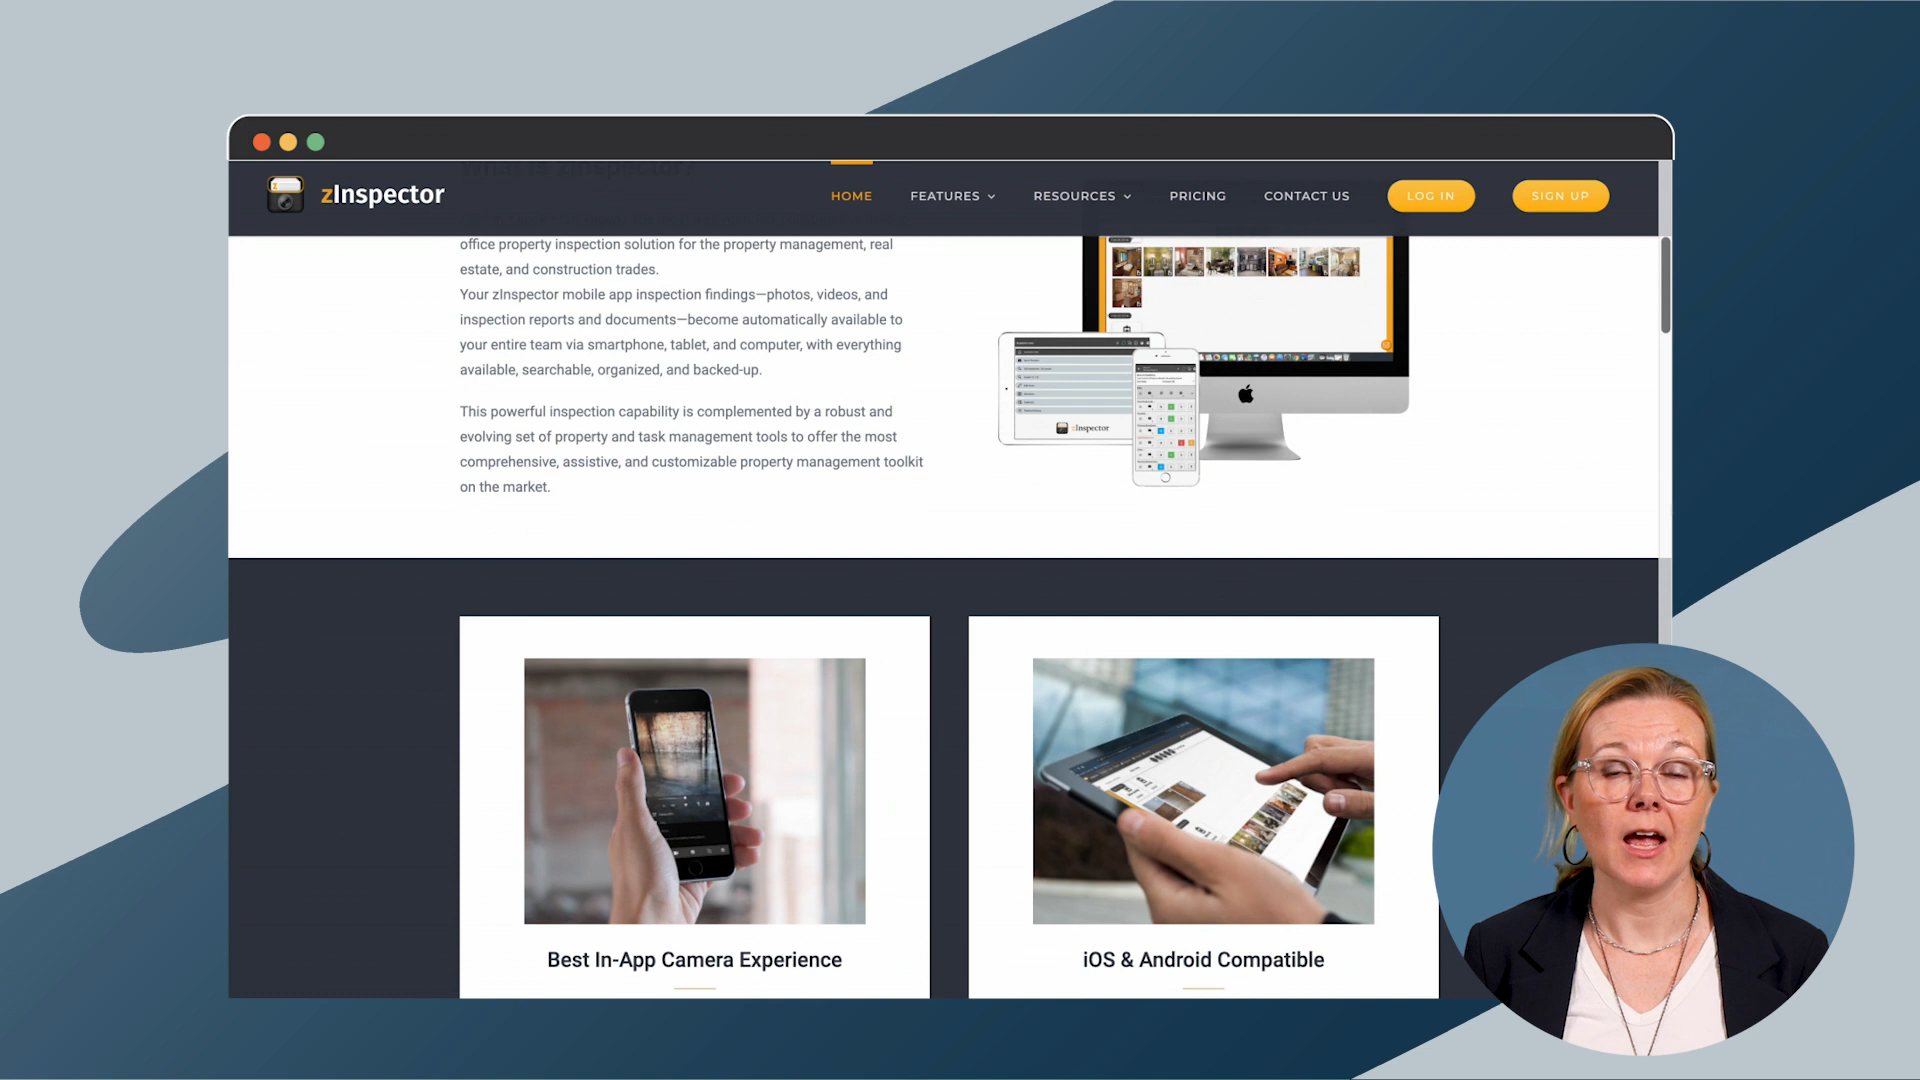 zInspector
HOME
FEATURES
RESOURCES
PRICING
CONTACT US
LOG IN
SIGN UP
What is zInspector?
office property inspection solution for the property management, real
estate, and construction trades.
Your zInspector mobile app inspection findings—photos, videos, and
inspection reports and documents—become automatically available to
your entire team via smartphone, tablet, and computer, with everything
available, searchable, organized, and backed-up.
This powerful inspection capability is complemented by a robust and
evolving set of property and task management tools to offer the most
comprehensive, assistive, and customizable property management toolkit
on the market.
zInspector
Best In-App Camera Experience
iOS & Android Compatible